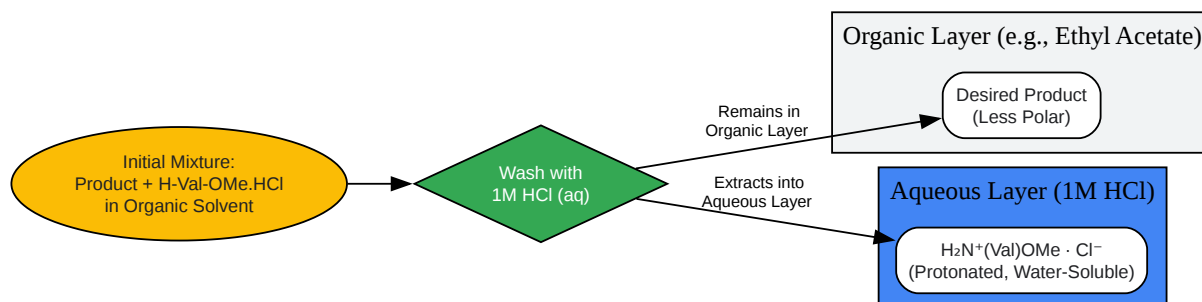 Initial Mixture:
Product + H-Val-OMe.HCl
in Organic Solvent
Wash with
1M HCl (aq)
Remains in
Organic Layer
Extracts into
Aqueous Layer
Organic Layer (e.g., Ethyl Acetate)
Desired Product
(Less Polar)
Aqueous Layer (1M HCl)
H₂N⁺(Val)OMe · Cl⁻
(Protonated, Water-Soluble)